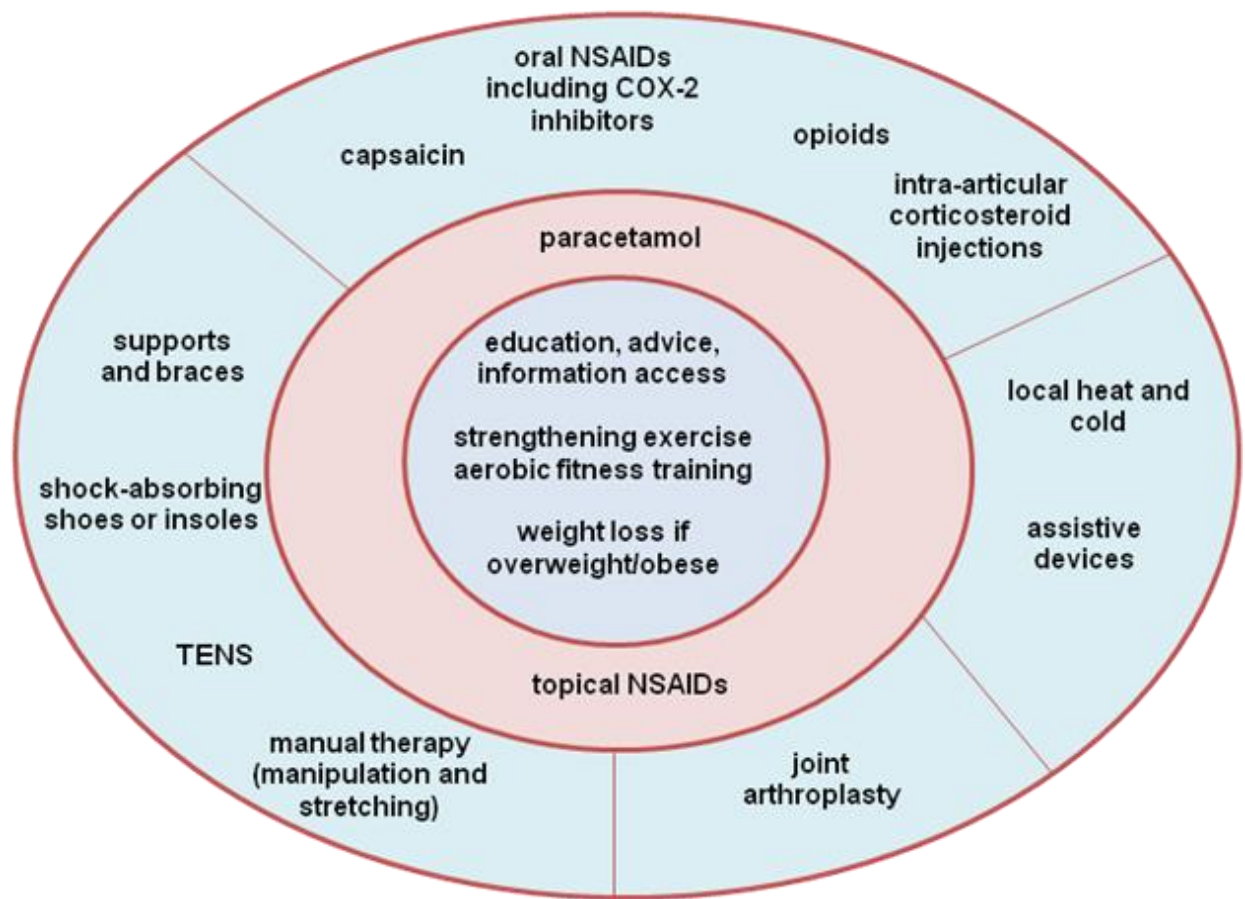 oral NSAIDs
including COX-2
inhibitors
opioids
capsaicin
intra-articular
corticosteroid
injections
paracetamol
supports
and braces
education, advice,
information access
local heat and
cold
strengthening exercise
aerobic fitness training
shock-absorbing
shoes or insoles
weight loss if
overweight/obese
assistive
devices
TENS
topical NSAIDs
manual therapy
(manipulation and
stretching)
joint
arthroplasty